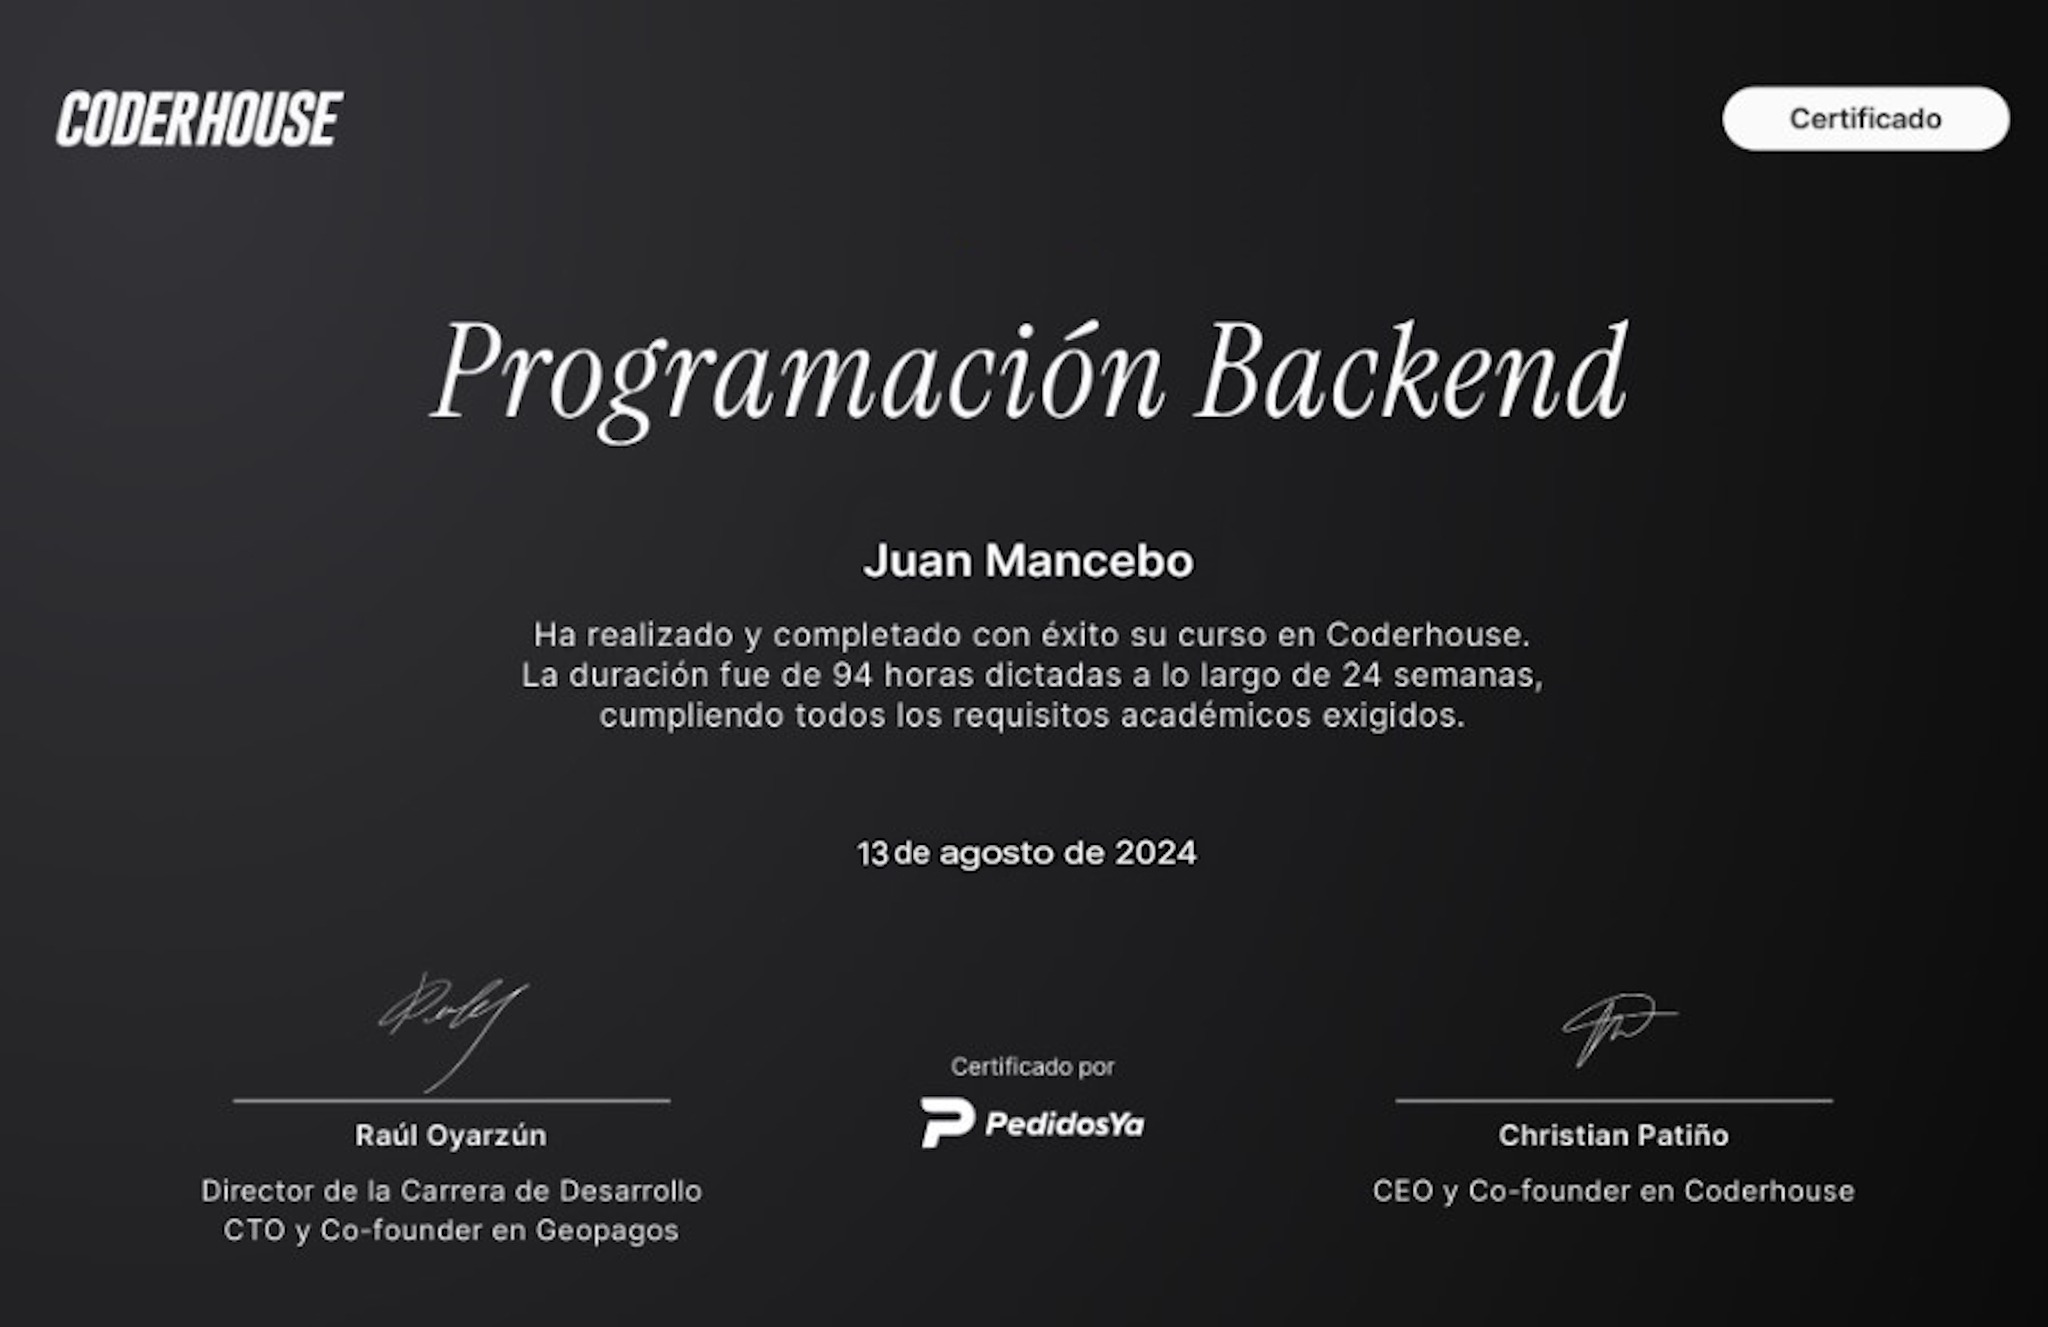 CODERHOUSE
Certificado
Programación Backend
Juan Mancebo
Ha realizado y completado con éxito su curso en Coderhouse.
La duración fue de 94 horas dictadas a lo largo de 24 semanas,
cumpliendo todos los requisitos académicos exigidos.
13 de agosto de 2024
Raúl Oyarzún
Director de la Carrera de Desarrollo
CTO y Co-founder en Geopagos
Certificado por
PedidosYa
Christian Patiño
CEO y Co-founder en Coderhouse